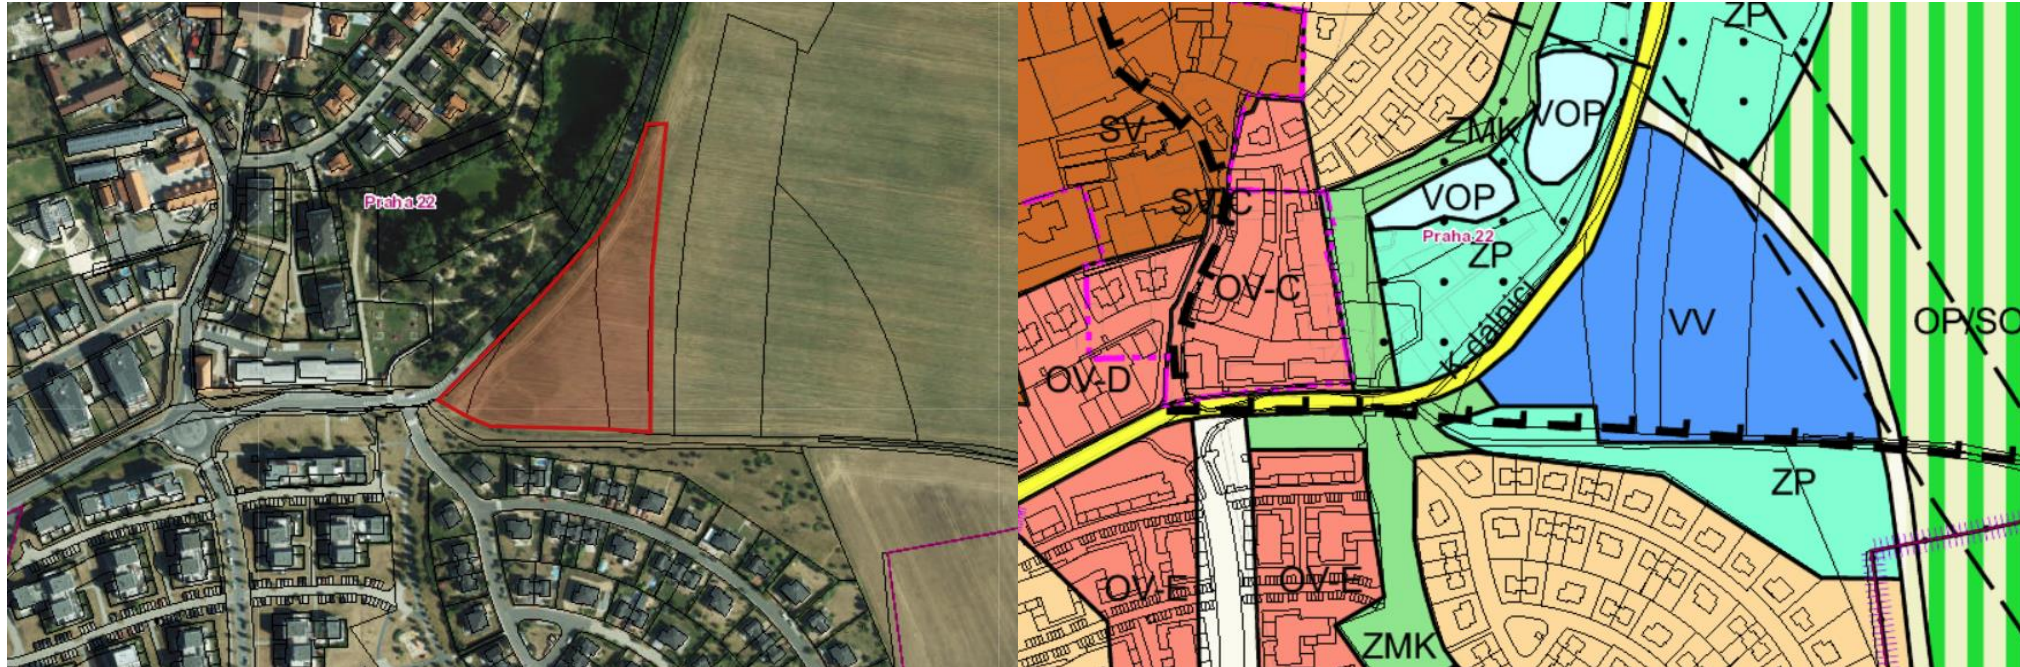 Praha 22
ZP
VOP
ZMK
SV
VOP
SV-C
Praha 22
ZP
OV-C
VV
OP/SO
K dálnici
OV-D
ZP
OV-E
OV-F
ZMK